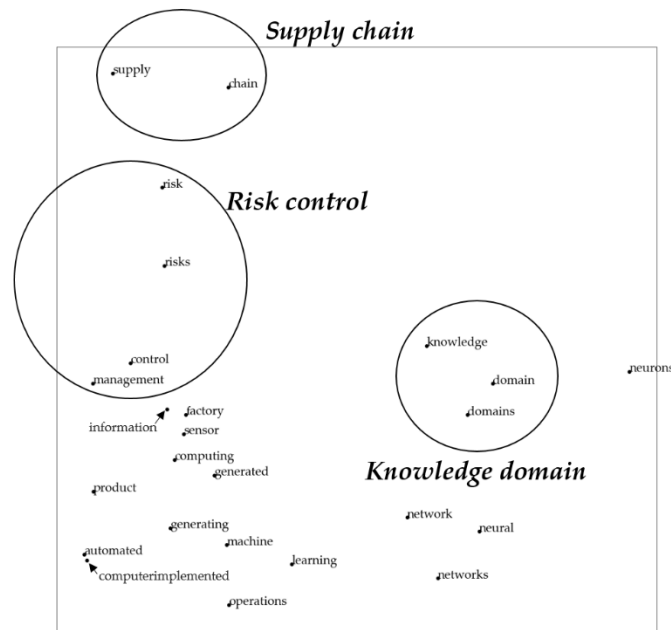 Supply chain
supply
chain
risk
Risk control
risks
knowledge
control
neurons
management
domain
domains
factory
information
sensor
computing
Knowledge domain
generated
product
network
generating
neural
machine
automated
learning
computerimplemented
networks
operations